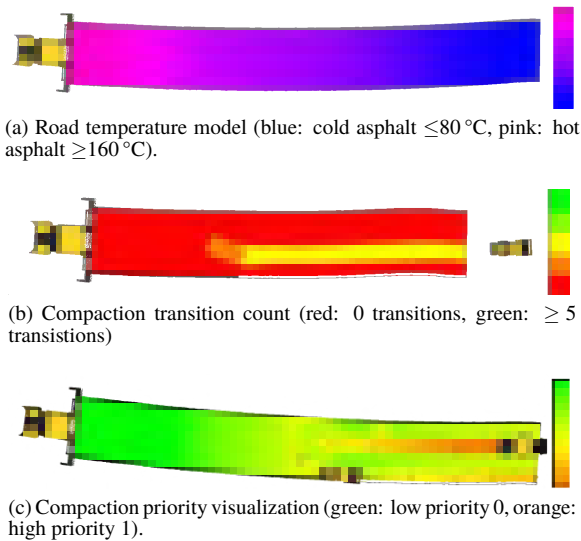 (a) Road temperature model (blue: cold asphalt ≤80 °C, pink: hot
asphalt ≥160 °C).
(b) Compaction transition count (red: 0 transitions, green: ≥ 5
transistions)
(c) Compaction priority visualization (green: low priority 0, orange:
high priority 1).